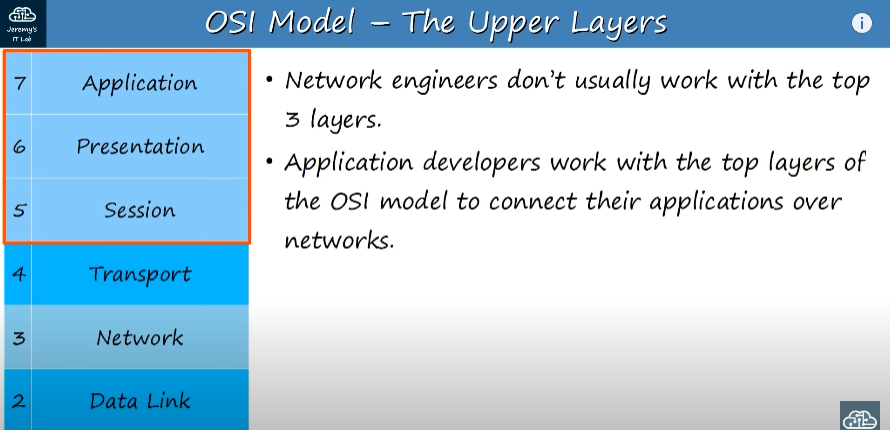 Jeremy's
IT Lab
OSI Model – The Upper Layers
i
7 Application
6 Presentation
5 Session
4 Transport
3 Network
2 Data Link
• Network engineers don't usually work with the top
3 layers.
• Application developers work with the top layers of
the OSI model to connect their applications over
networks.